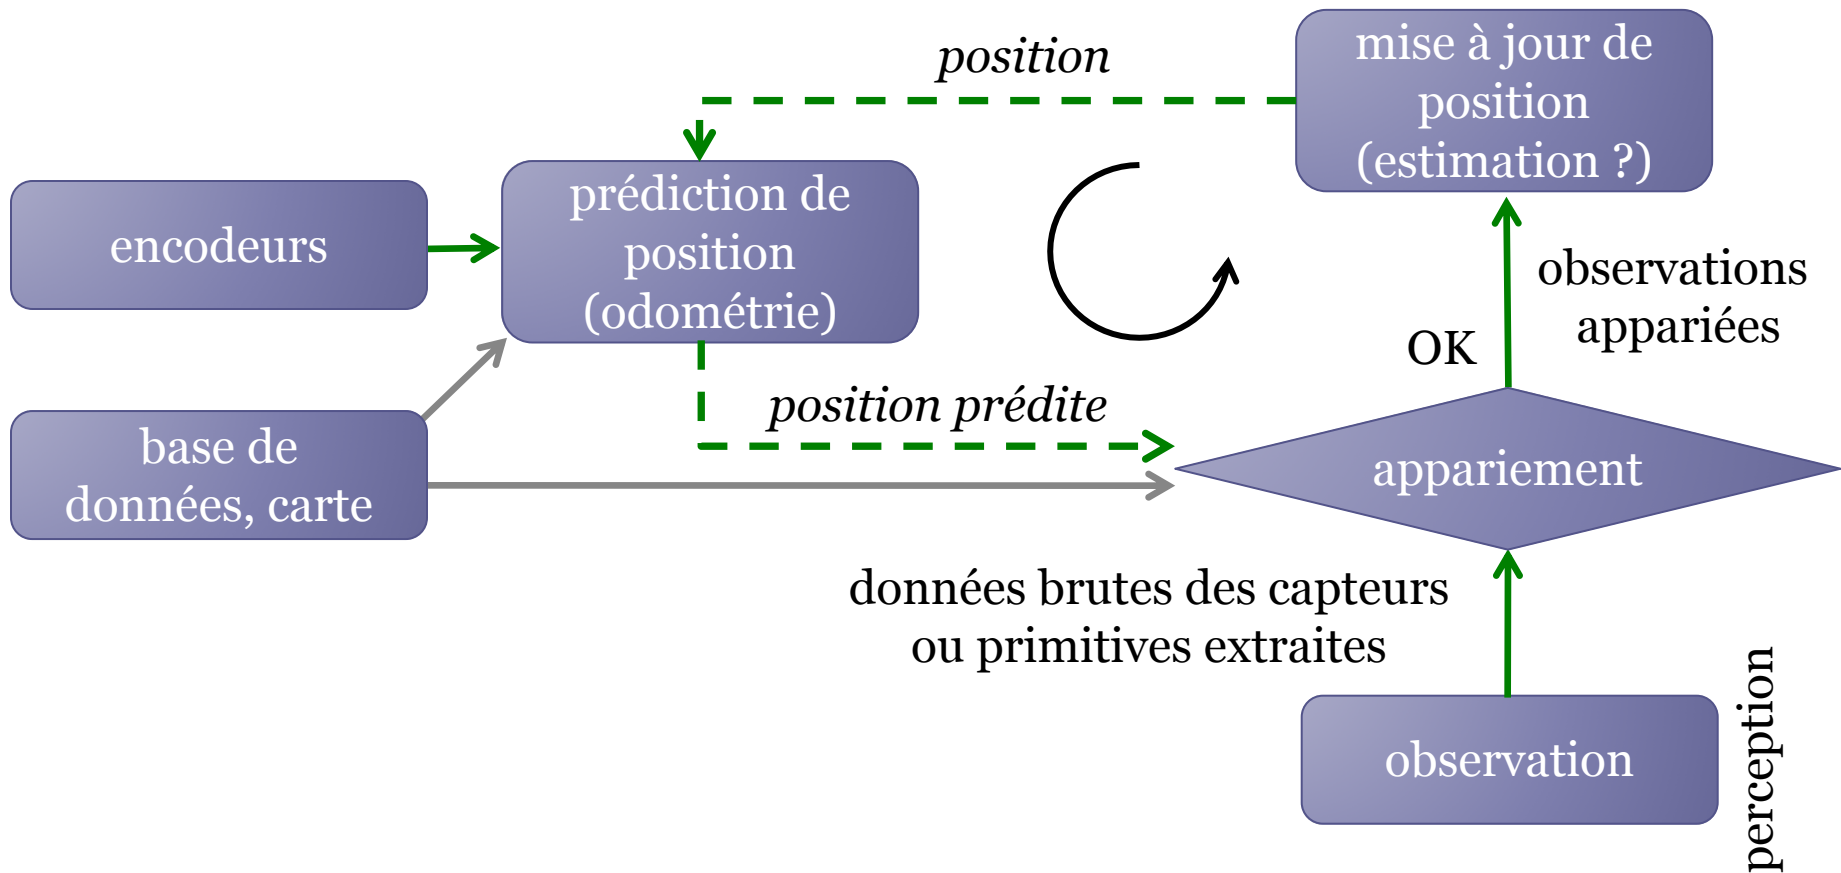 position
mise à jour de
position
(estimation ?)
encodeurs
prédiction de
position
(odométrie)
observations
appariées
OK
base de
données, carte
position prédite
appariement
données brutes des capteurs
ou primitives extraites
observation
perception